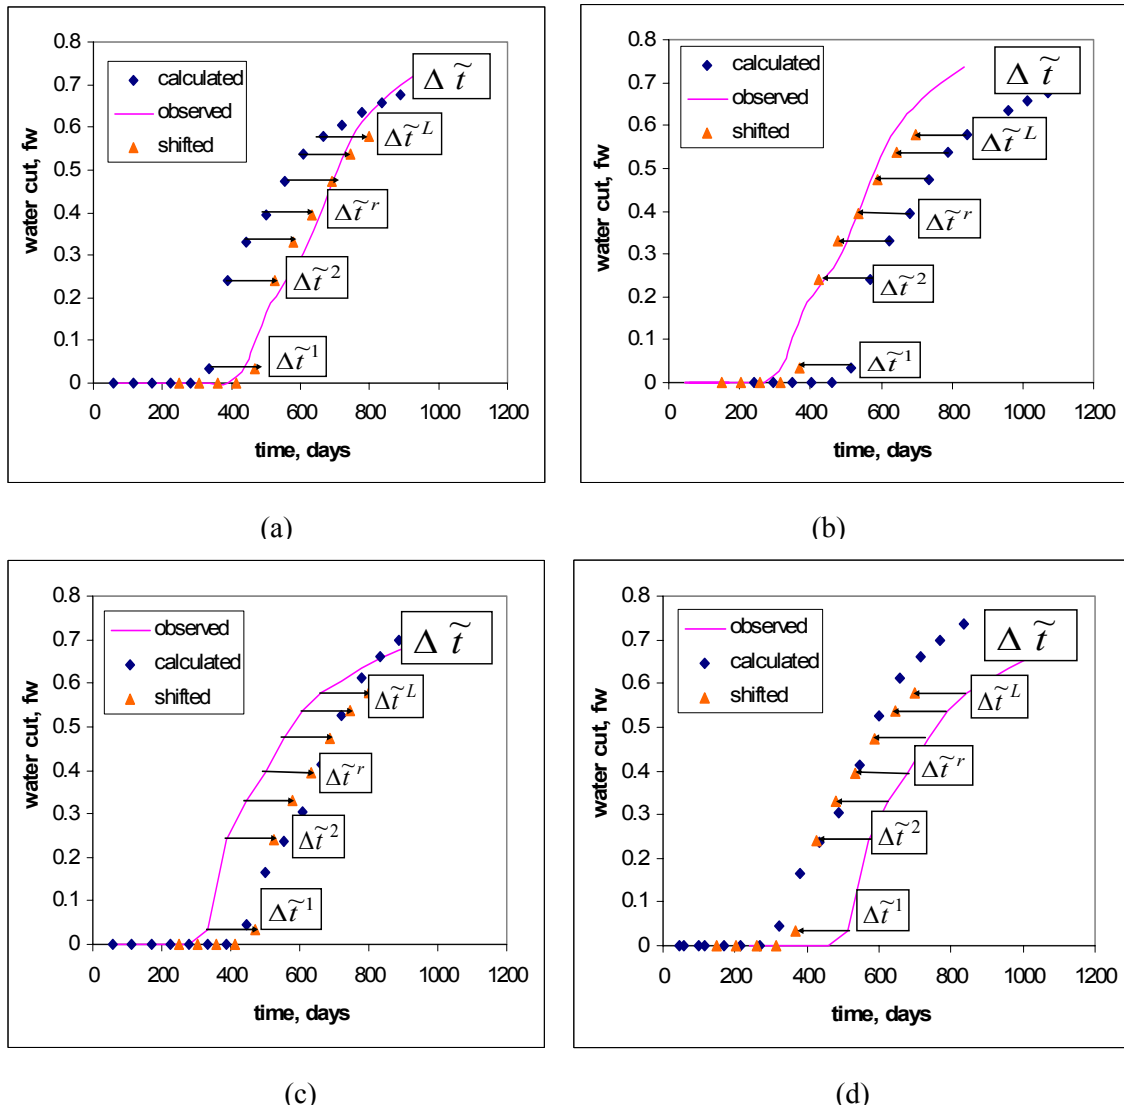 0.8
0.7
0.6
0.5
0.4
0.3
0.2
0.1
0
water cut, fw
calculated
observed
shifted
Δ t̃
Δt̃ᴸ
Δt̃ʳ
Δt̃²
Δt̃¹
0 200 400 600 800 1000 1200
time, days
(a)
0.8
0.7
0.6
0.5
0.4
0.3
0.2
0.1
0
water cut, fw
calculated
observed
shifted
Δ t̃
Δt̃ᴸ
Δt̃ʳ
Δt̃²
Δt̃¹
0 200 400 600 800 1000 1200
time, days
(b)
0.8
0.7
0.6
0.5
0.4
0.3
0.2
0.1
0
water cut, fw
observed
calculated
shifted
Δ t̃
Δt̃ᴸ
Δt̃ʳ
Δt̃²
Δt̃¹
0 200 400 600 800 1000 1200
time, days
(c)
0.8
0.7
0.6
0.5
0.4
0.3
0.2
0.1
0
water cut, fw
observed
calculated
shifted
Δ t̃
Δt̃ᴸ
Δt̃ʳ
Δt̃²
Δt̃¹
0 200 400 600 800 1000 1200
time, days
(d)